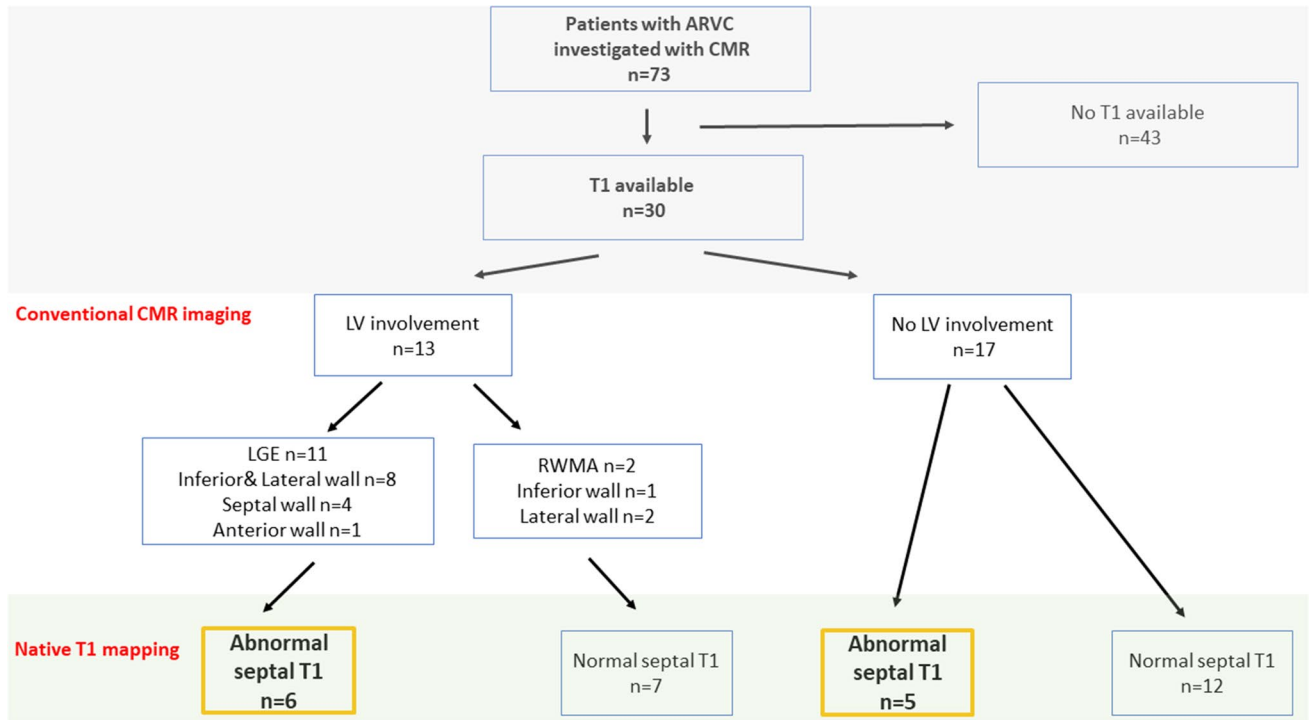 Patients with ARVC
investigated with CMR
n=73
No T1 available
n=43
T1 available
n=30
Conventional CMR imaging
LV involvement
n=13
No LV involvement
n=17
LGE n=11
Inferior& Lateral wall n=8
Septal wall n=4
Anterior wall n=1
RWMA n=2
Inferior wall n=1
Lateral wall n=2
Native T1 mapping
Abnormal
septal T1
n=6
Normal septal T1
n=7
Abnormal
septal T1
n=5
Normal septal T1
n=12